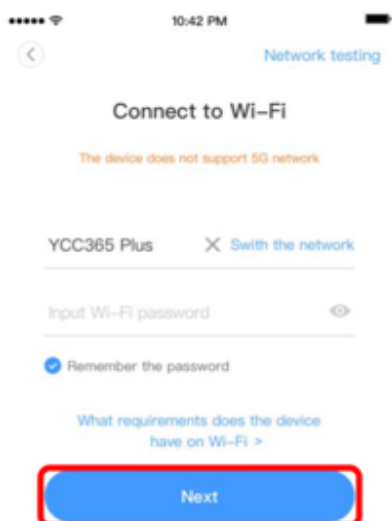 10:42 PM
Network testing
Connect to Wi-Fi
The device does not support 5G network
YCC365 Plus
Swith the network
Input Wi-Fi password
Remember the password
What requirements does the device
have on Wi-Fi >
Next